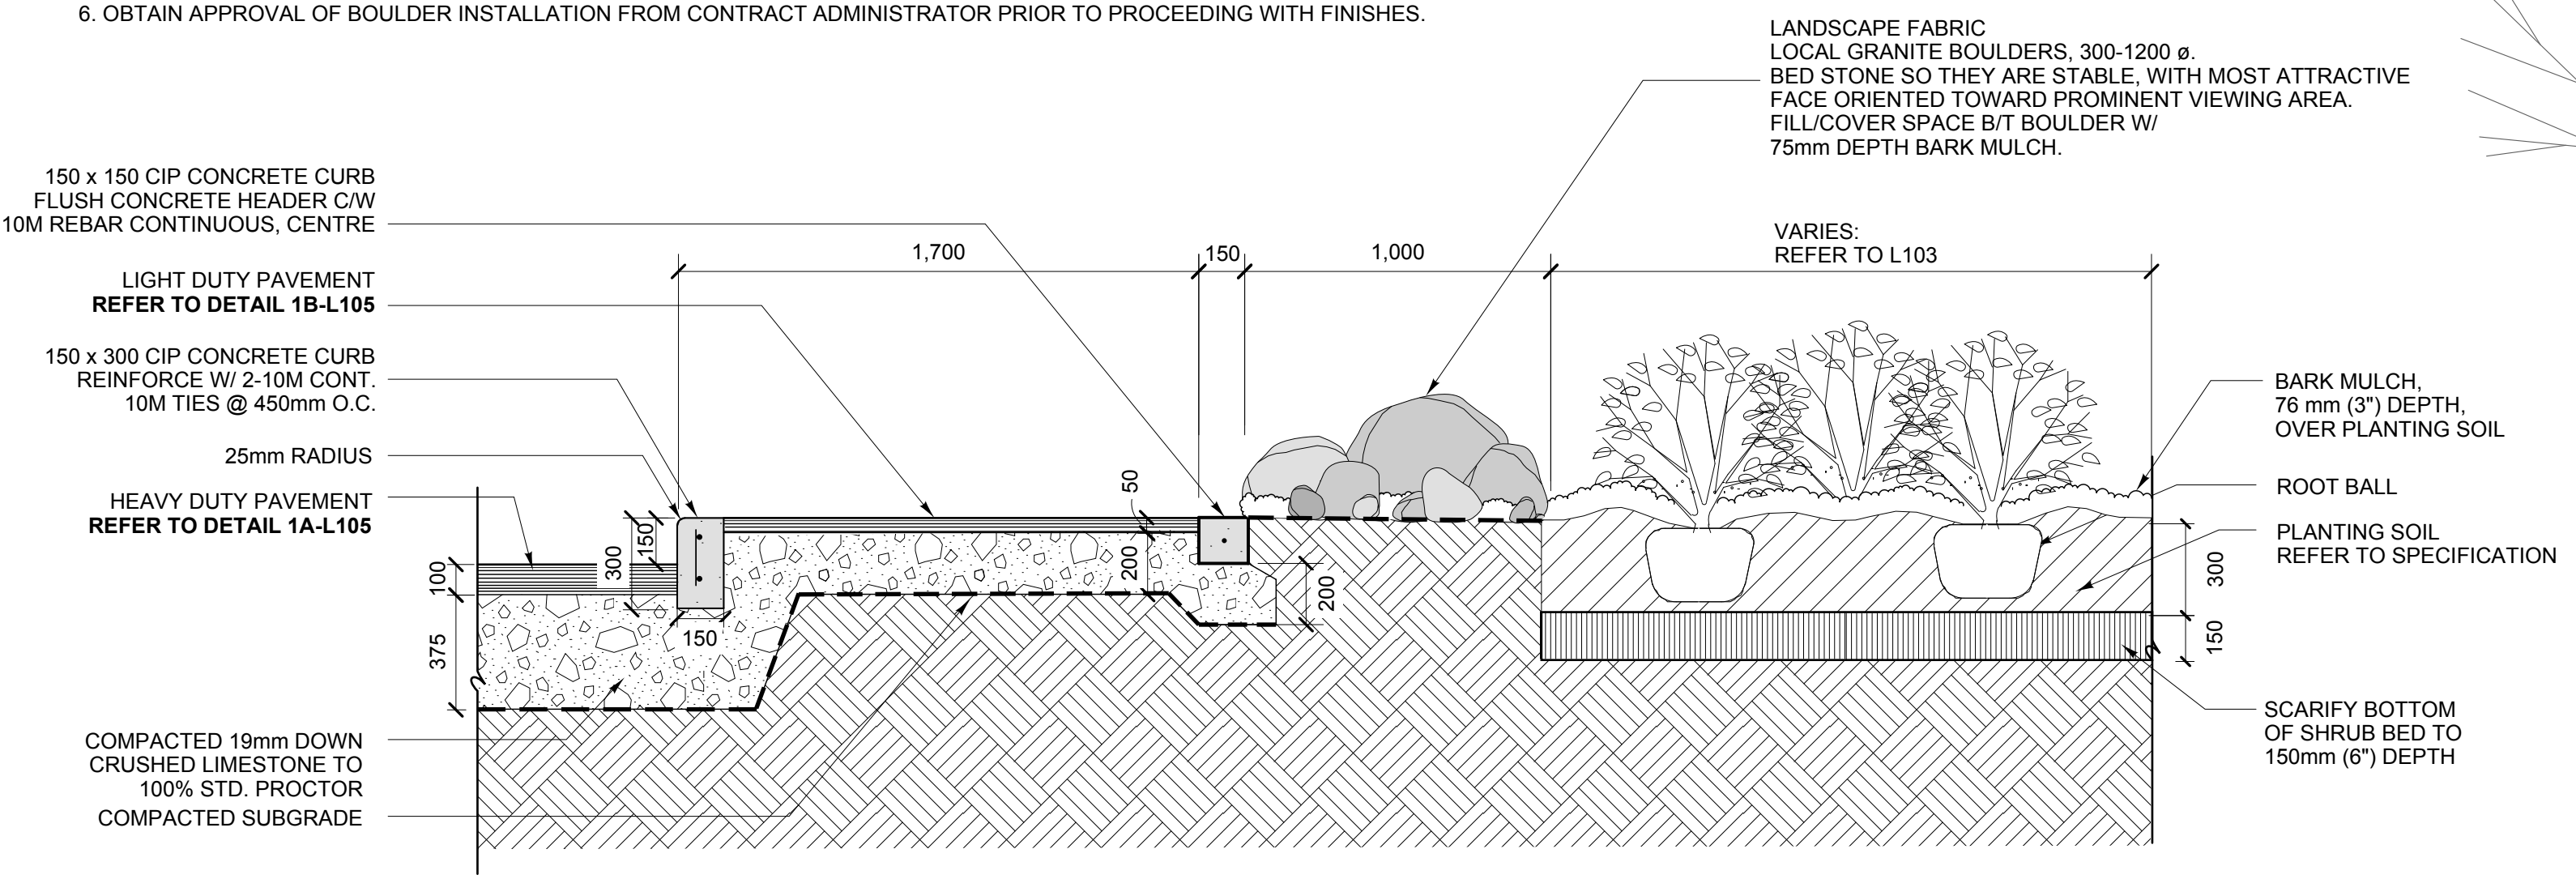 6. OBTAIN APPROVAL OF BOULDER INSTALLATION FROM CONTRACT ADMINISTRATOR PRIOR TO PROCEEDING WITH FINISHES.
LANDSCAPE FABRIC
LOCAL GRANITE BOULDERS, 300-1200 ø.
BED STONE SO THEY ARE STABLE, WITH MOST ATTRACTIVE
FACE ORIENTED TOWARD PROMINENT VIEWING AREA.
FILL/COVER SPACE B/T BOULDER W/
75mm DEPTH BARK MULCH.
150 x 150 CIP CONCRETE CURB
FLUSH CONCRETE HEADER C/W
10M REBAR CONTINUOUS, CENTRE
LIGHT DUTY PAVEMENT
REFER TO DETAIL 1B-L105
150 x 300 CIP CONCRETE CURB
REINFORCE W/ 2-10M CONT.
10M TIES @ 450mm O.C.
25mm RADIUS
HEAVY DUTY PAVEMENT
REFER TO DETAIL 1A-L105
COMPACTED 19mm DOWN
CRUSHED LIMESTONE TO
100% STD. PROCTOR
COMPACTED SUBGRADE
1,700
150
1,000
VARIES:
REFER TO L103
100
375
300
150
150
50
200
200
300
150
BARK MULCH,
76 mm (3") DEPTH,
OVER PLANTING SOIL
ROOT BALL
PLANTING SOIL
REFER TO SPECIFICATION
SCARIFY BOTTOM
OF SHRUB BED TO
150mm (6") DEPTH